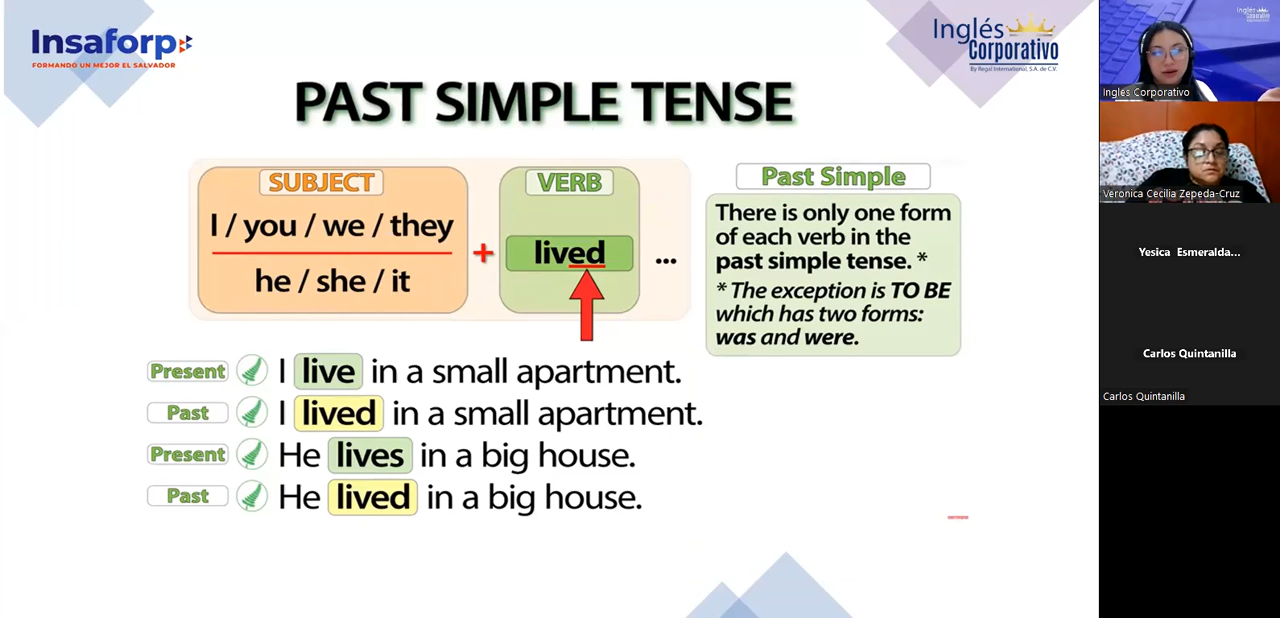 Insaforp
FORMANDO UN MEJOR EL SALVADOR
Inglés
Corporativo
By Regal International, S.A. de C.V.
PAST SIMPLE TENSE
SUBJECT
I / you / we / they
he / she / it
+
VERB
lived
...
Past Simple
There is only one form
of each verb in the
past simple tense. *
* The exception is TO BE
which has two forms:
was and were.
Present I live in a small apartment.
Past I lived in a small apartment.
Present He lives in a big house.
Past He lived in a big house.
Inglés
Corporativo
Ingles Corporativo
Veronica Cecilia Zepeda-Cruz
Yesica Esmeralda...
Carlos Quintanilla
Carlos Quintanilla